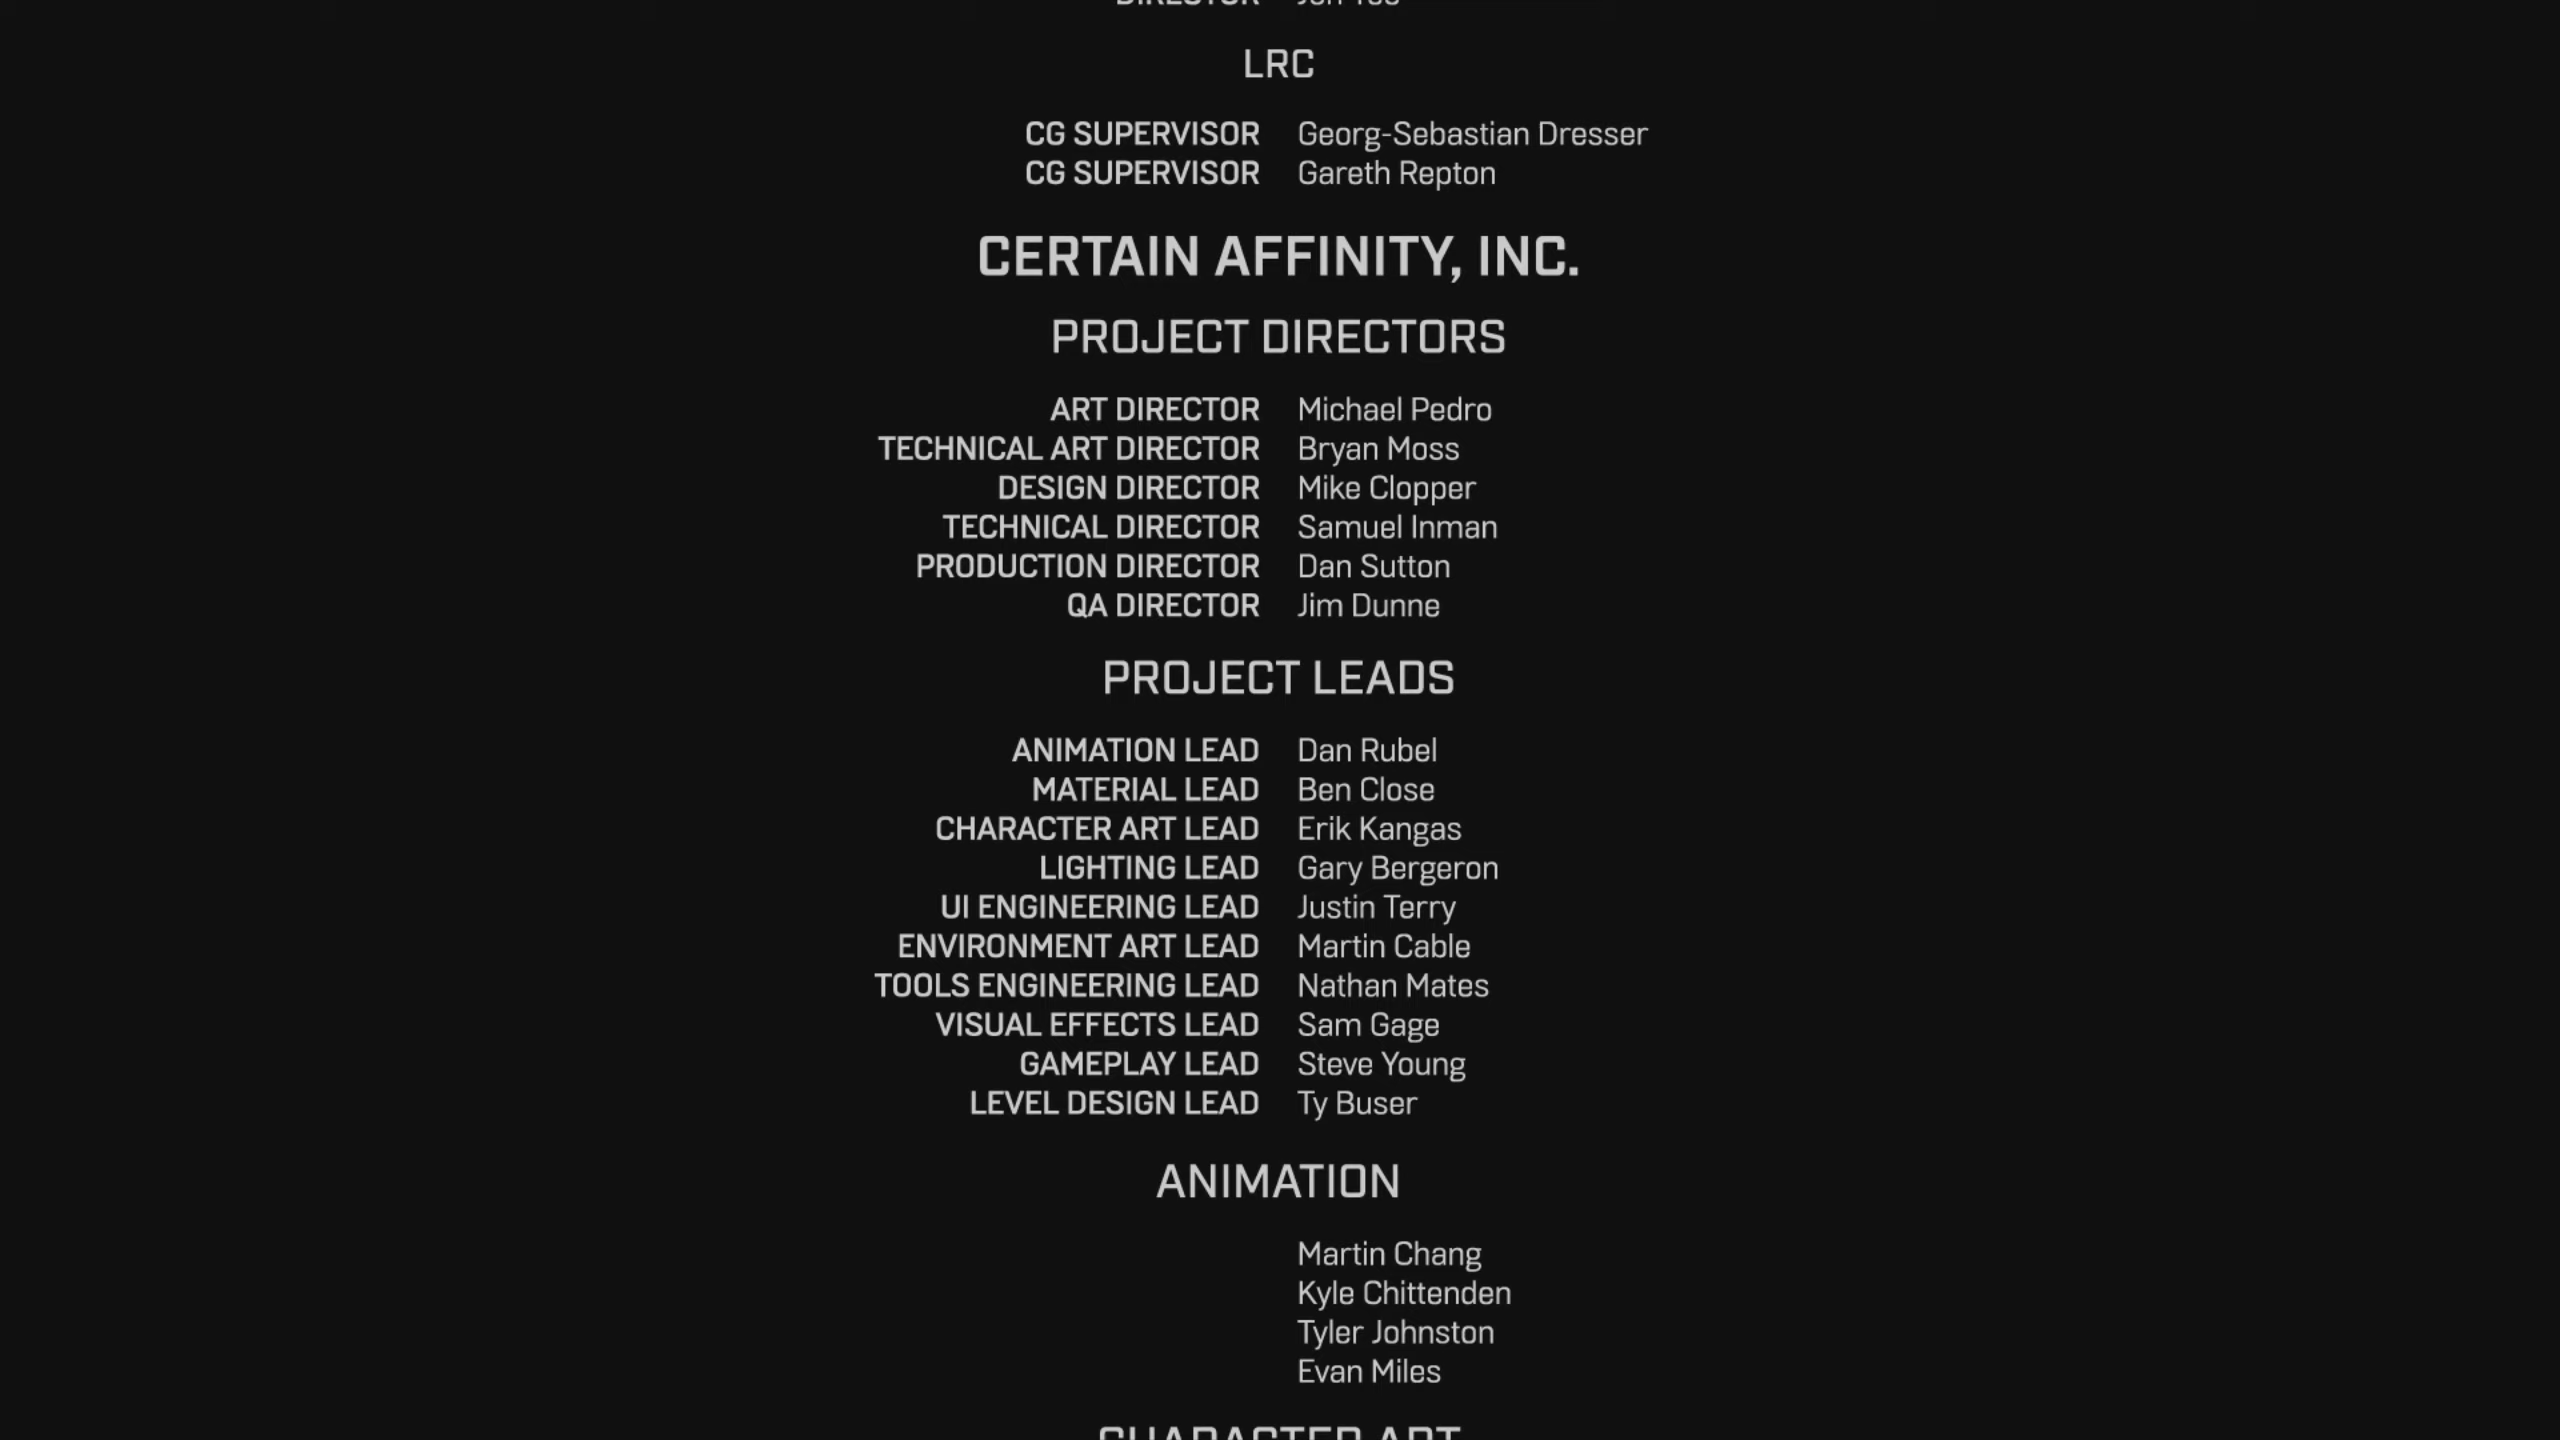 DIRECTOR Jon Yoo
LRC
CG SUPERVISOR Georg-Sebastian Dresser
CG SUPERVISOR Gareth Repton
CERTAIN AFFINITY, INC.
PROJECT DIRECTORS
ART DIRECTOR Michael Pedro
TECHNICAL ART DIRECTOR Bryan Moss
DESIGN DIRECTOR Mike Clopper
TECHNICAL DIRECTOR Samuel Inman
PRODUCTION DIRECTOR Dan Sutton
QA DIRECTOR Jim Dunne
PROJECT LEADS
ANIMATION LEAD Dan Rubel
MATERIAL LEAD Ben Close
CHARACTER ART LEAD Erik Kangas
LIGHTING LEAD Gary Bergeron
UI ENGINEERING LEAD Justin Terry
ENVIRONMENT ART LEAD Martin Cable
TOOLS ENGINEERING LEAD Nathan Mates
VISUAL EFFECTS LEAD Sam Gage
GAMEPLAY LEAD Steve Young
LEVEL DESIGN LEAD Ty Buser
ANIMATION
Martin Chang
Kyle Chittenden
Tyler Johnston
Evan Miles
CHARACTER ART